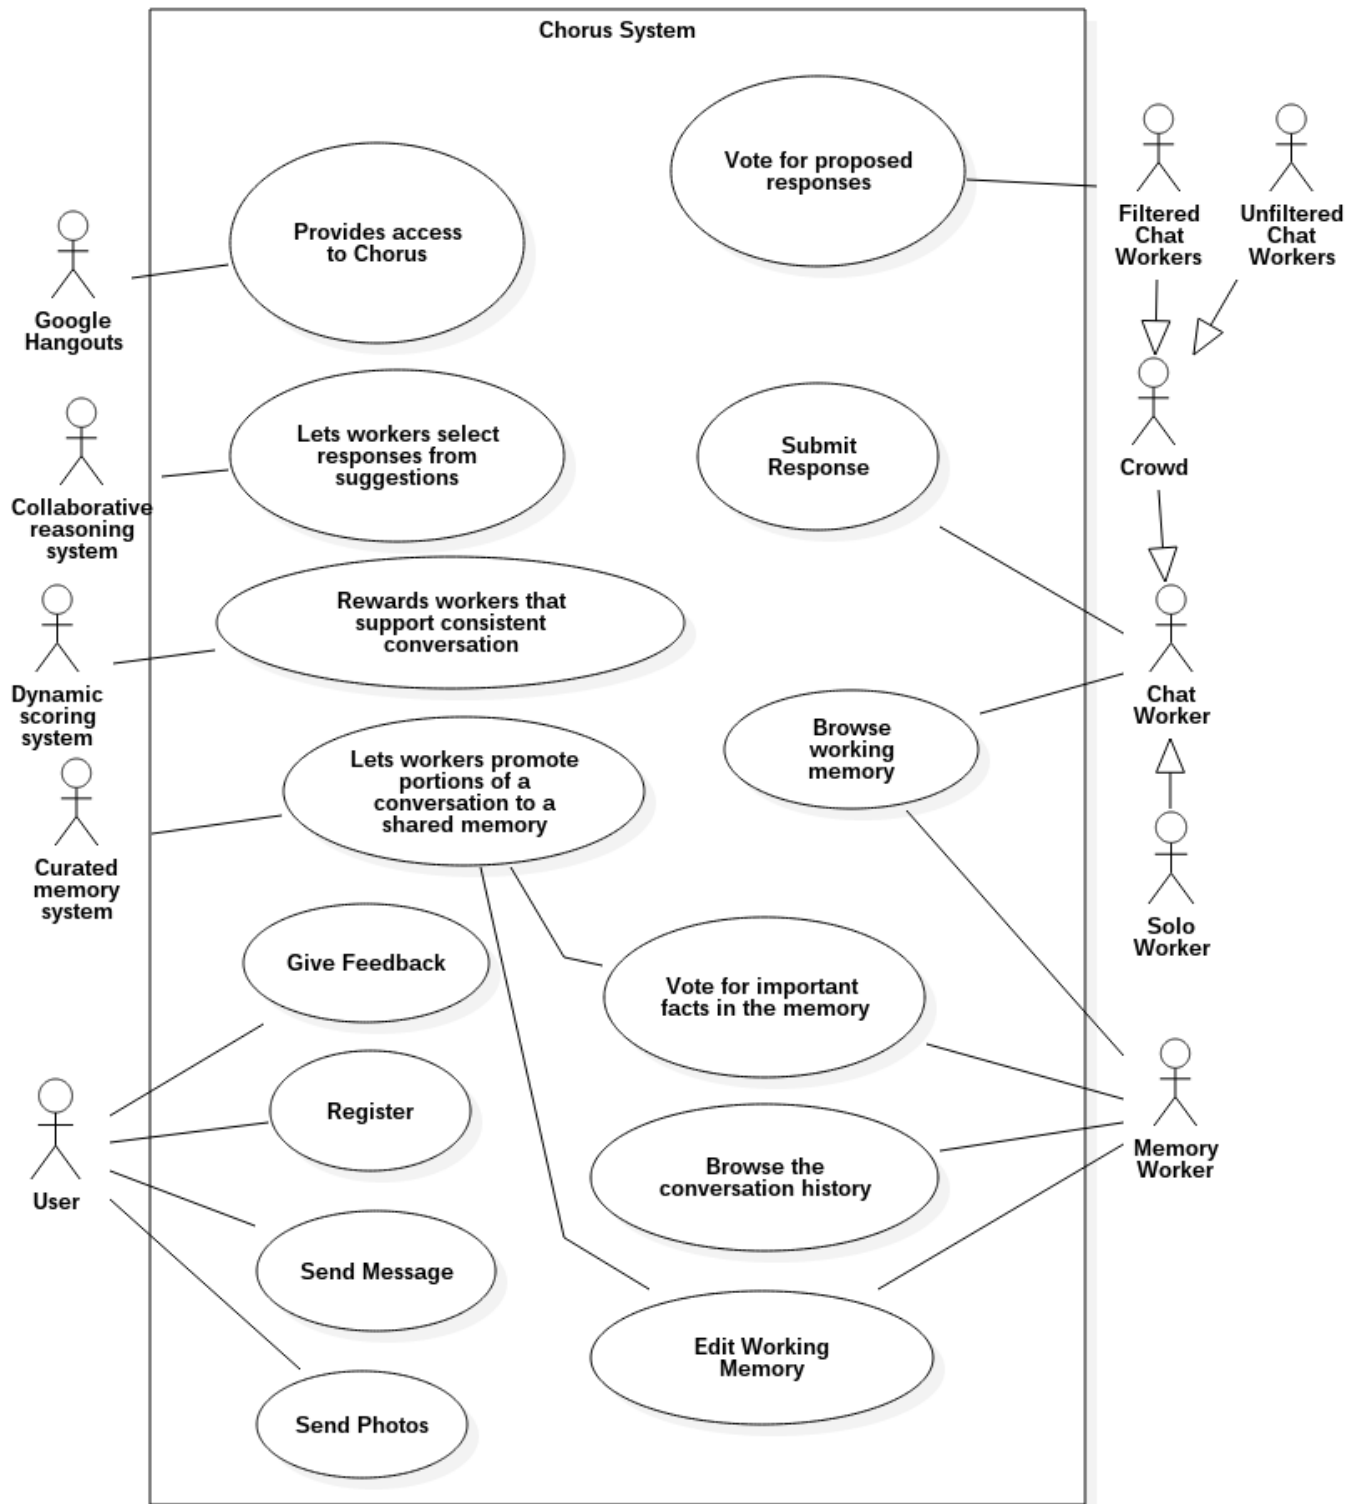 Chorus System
Vote for proposed
responses
Filtered
Chat
Workers
Unfiltered
Chat
Workers
Provides access
to Chorus
Google
Hangouts
Lets workers select
responses from
suggestions
Submit
Response
Crowd
Collaborative
reasoning
system
Rewards workers that
support consistent
conversation
Dynamic
scoring
system
Chat
Worker
Browse
working
memory
Lets workers promote
portions of a
conversation to a
shared memory
Curated
memory
system
Solo
Worker
Give Feedback
Vote for important
facts in the memory
Register
User
Memory
Worker
Browse the
conversation history
Send Message
Edit Working
Memory
Send Photos